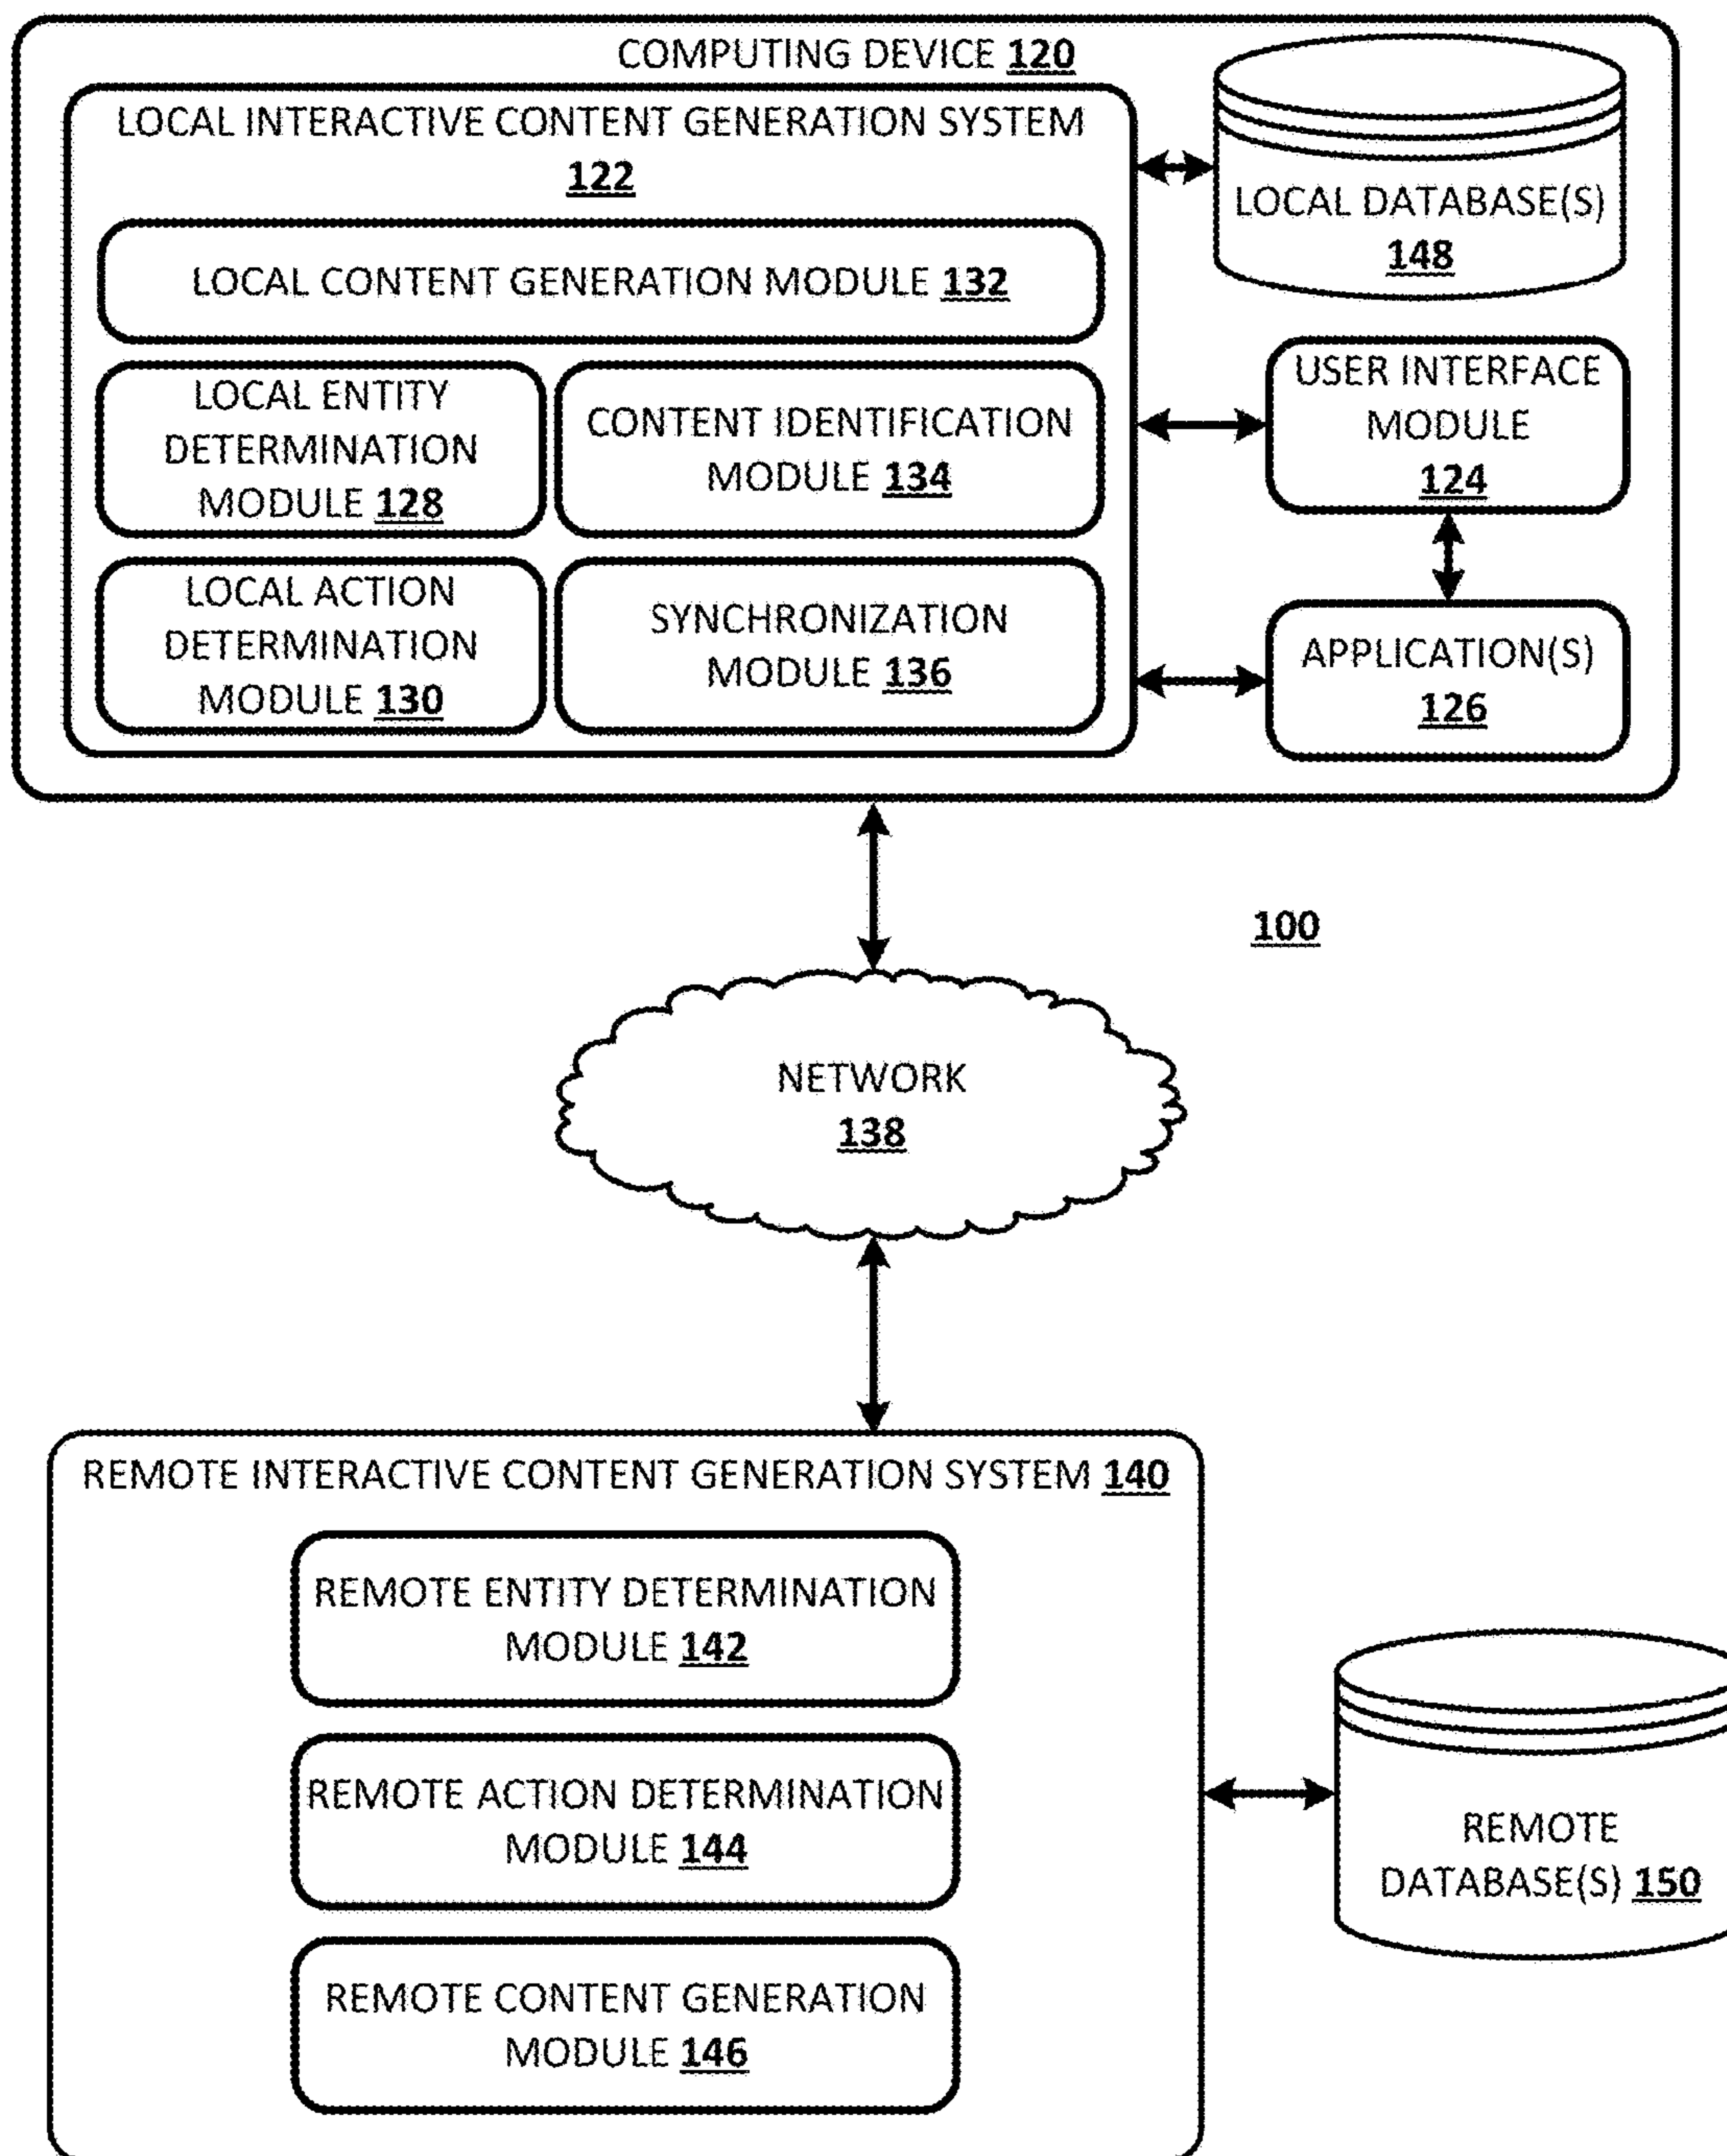 COMPUTING DEVICE 120
LOCAL INTERACTIVE CONTENT GENERATION SYSTEM
122
LOCAL CONTENT GENERATION MODULE 132
LOCAL ENTITY
DETERMINATION
MODULE 128
CONTENT IDENTIFICATION
MODULE 134
LOCAL ACTION
DETERMINATION
MODULE 130
SYNCHRONIZATION
MODULE 136
LOCAL DATABASE(S)
148
USER INTERFACE
MODULE
124
APPLICATION(S)
126
100
NETWORK
138
REMOTE INTERACTIVE CONTENT GENERATION SYSTEM 140
REMOTE ENTITY DETERMINATION
MODULE 142
REMOTE ACTION DETERMINATION
MODULE 144
REMOTE CONTENT GENERATION
MODULE 146
REMOTE
DATABASE(S) 150